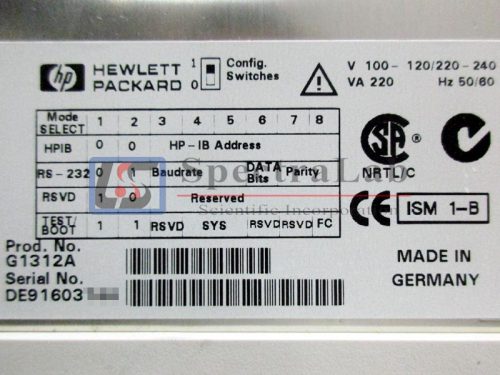 hp HEWLETT PACKARD 1 0 Config. Switches
V 100- 120/220-240
VA 220 Hz 50/60
Mode SELECT 1 2 3 4 5 6 7 8
HPIB 0 0 HP-IB Address
RS-232 0 1 Baudrate DATA Bits Parity
RSVD 1 0 Reserved
TEST/ BOOT 1 1 RSVD SYS RSVD RSVD FC
SA NRTL/C
CE ISM 1-B
SpectraLab
Scientific Incorporated
Prod. No.
G1312A
Serial No.
DE91603
MADE IN
GERMANY